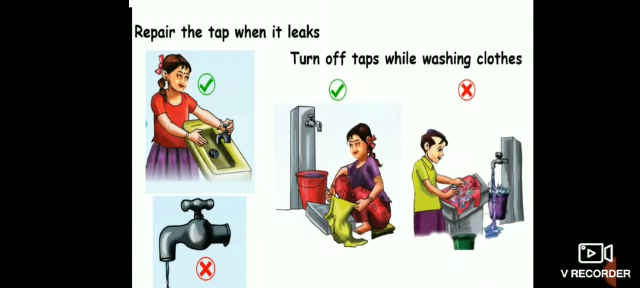 Repair the tap when it leaks
Turn off taps while washing clothes
V RECORDER